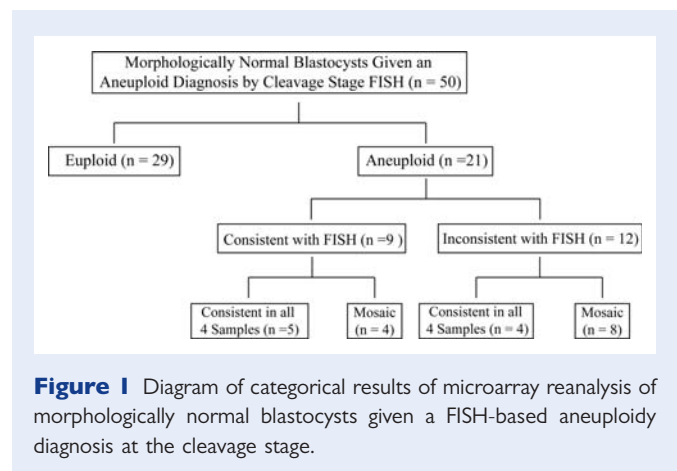 Morphologically Normal Blastocysts Given an
Aneuploid Diagnosis by Cleavage Stage FISH (n = 50)
Euploid (n = 29)
Aneuploid (n =21)
Consistent with FISH (n =9 )
Inconsistent with FISH (n = 12)
Consistent in all
4 Samples (n =5)
Mosaic
(n = 4)
Consistent in all
4 Samples (n = 4)
Mosaic
(n = 8)
Figure 1 Diagram of categorical results of microarray reanalysis of
morphologically normal blastocysts given a FISH-based aneuploidy
diagnosis at the cleavage stage.